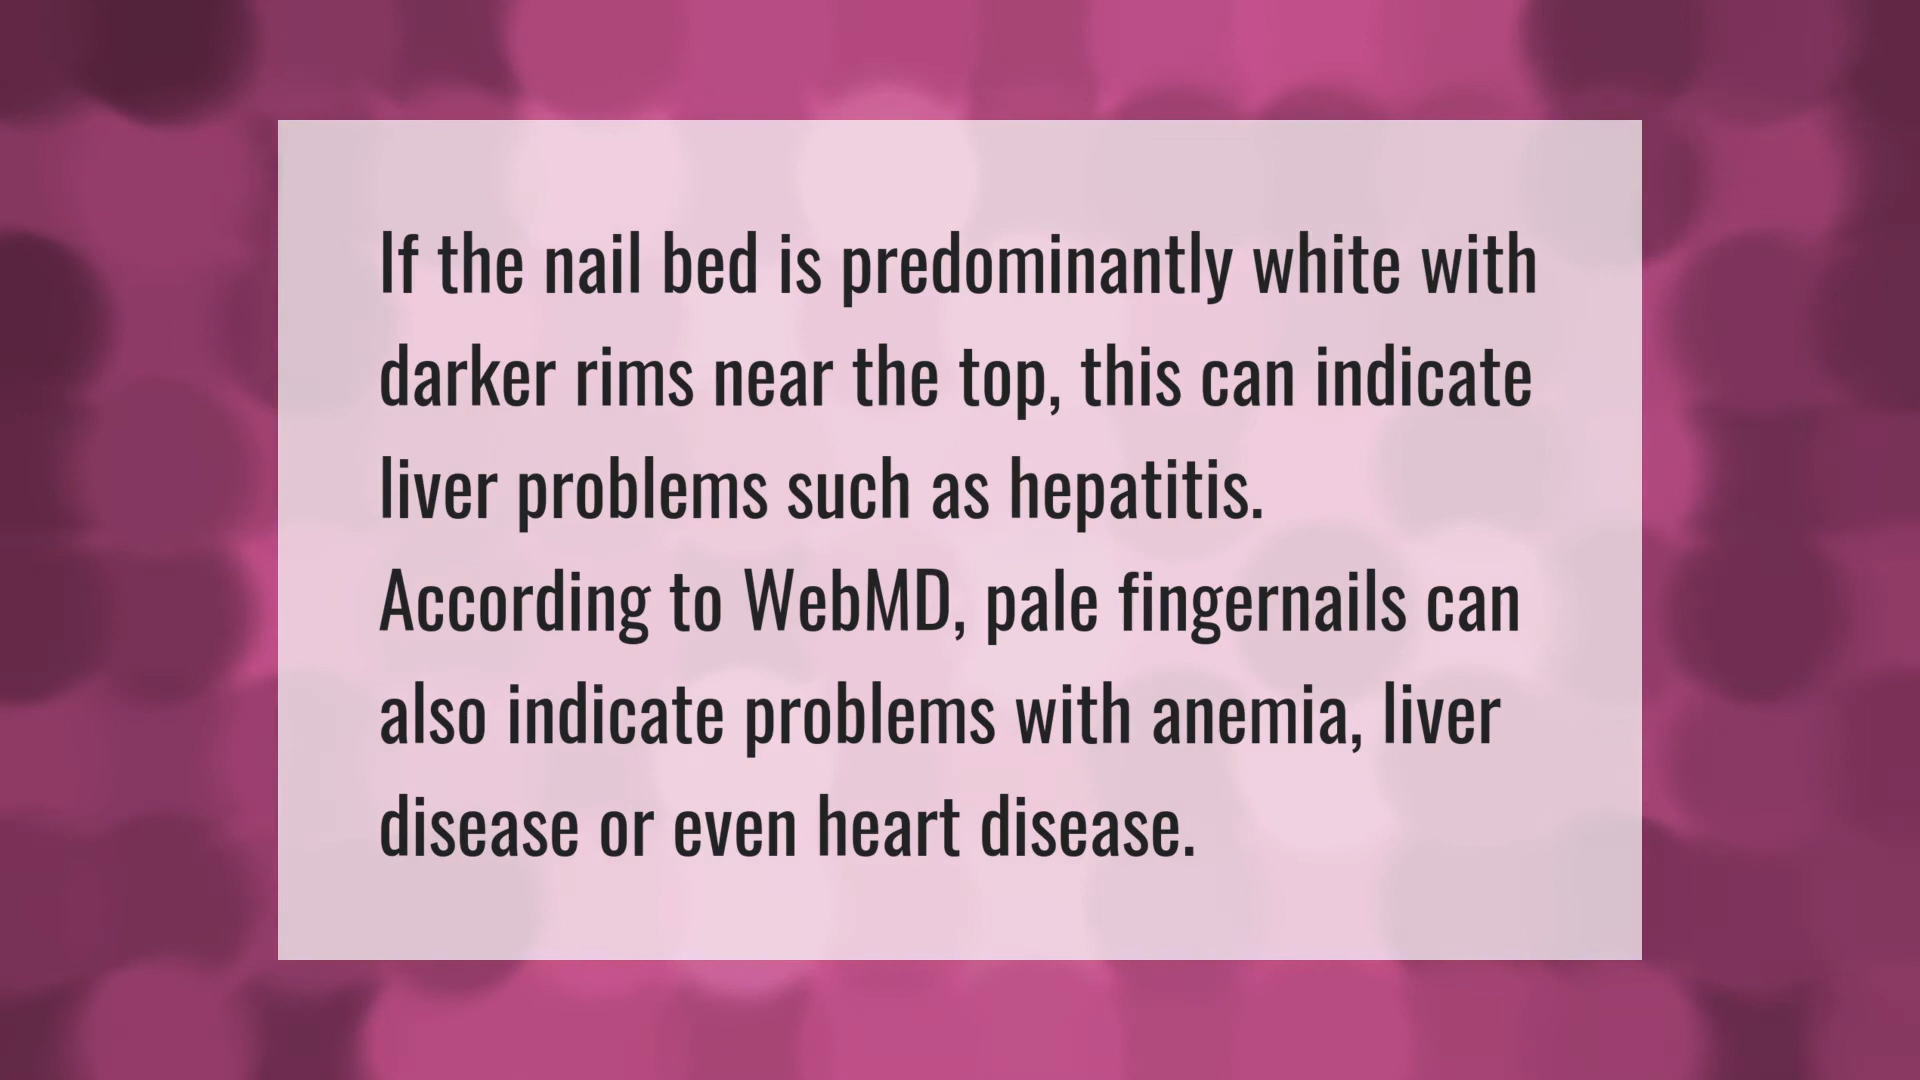 If the nail bed is predominantly white with
darker rims near the top, this can indicate
liver problems such as hepatitis.
According to WebMD, pale fingernails can
also indicate problems with anemia, liver
disease or even heart disease.